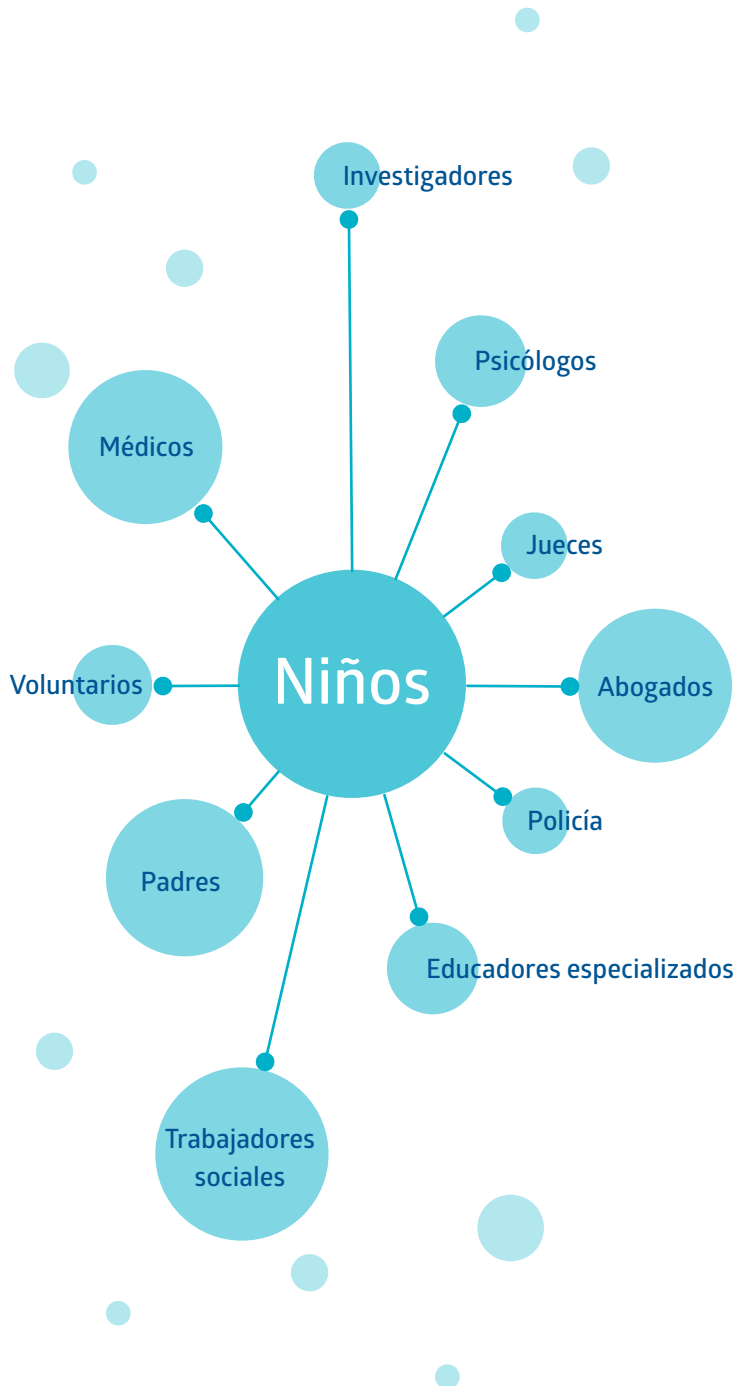 Investigadores
Psicólogos
Médicos
Jueces
Niños
Voluntarios
Abogados
Policía
Padres
Educadores especializados
Trabajadores
sociales